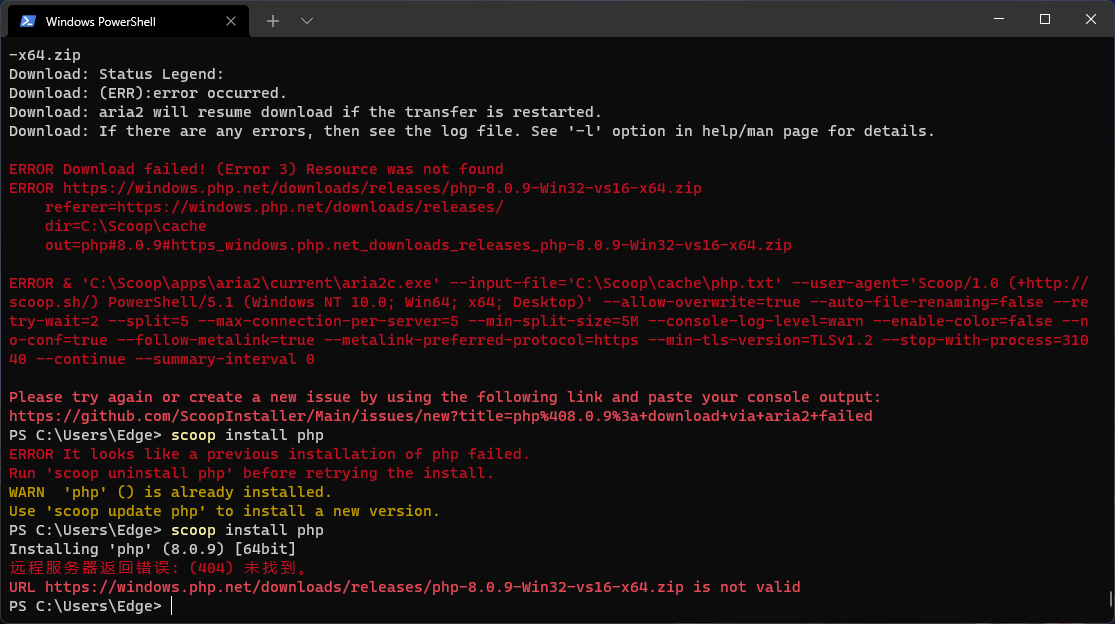 Windows PowerShell
-x64.zip
Download: Status Legend:
Download: (ERR):error occurred.
Download: aria2 will resume download if the transfer is restarted.
Download: If there are any errors, then see the log file. See '-l' option in help/man page for details.
ERROR Download failed! (Error 3) Resource was not found
ERROR https://windows.php.net/downloads/releases/php-8.0.9-Win32-vs16-x64.zip
    referer=https://windows.php.net/downloads/releases/
    dir=C:\Scoop\cache
    out=php#8.0.9#https_windows.php.net_downloads_releases_php-8.0.9-Win32-vs16-x64.zip
ERROR & 'C:\Scoop\apps\aria2\current\aria2c.exe' --input-file='C:\Scoop\cache\php.txt' --user-agent='Scoop/1.0 (+http://
scoop.sh/) PowerShell/5.1 (Windows NT 10.0; Win64; x64; Desktop)' --allow-overwrite=true --auto-file-renaming=false --re
try-wait=2 --split=5 --max-connection-per-server=5 --min-split-size=5M --console-log-level=warn --enable-color=false --n
o-conf=true --follow-metalink=true --metalink-preferred-protocol=https --min-tls-version=TLSv1.2 --stop-with-process=310
40 --continue --summary-interval 0
Please try again or create a new issue by using the following link and paste your console output:
https://github.com/ScoopInstaller/Main/issues/new?title=php%408.0.9%3a+download+via+aria2+failed
PS C:\Users\Edge> scoop install php
ERROR It looks like a previous installation of php failed.
Run 'scoop uninstall php' before retrying the install.
WARN  'php' () is already installed.
Use 'scoop update php' to install a new version.
PS C:\Users\Edge> scoop install php
Installing 'php' (8.0.9) [64bit]
远程服务器返回错误: (404) 未找到。
URL https://windows.php.net/downloads/releases/php-8.0.9-Win32-vs16-x64.zip is not valid
PS C:\Users\Edge>